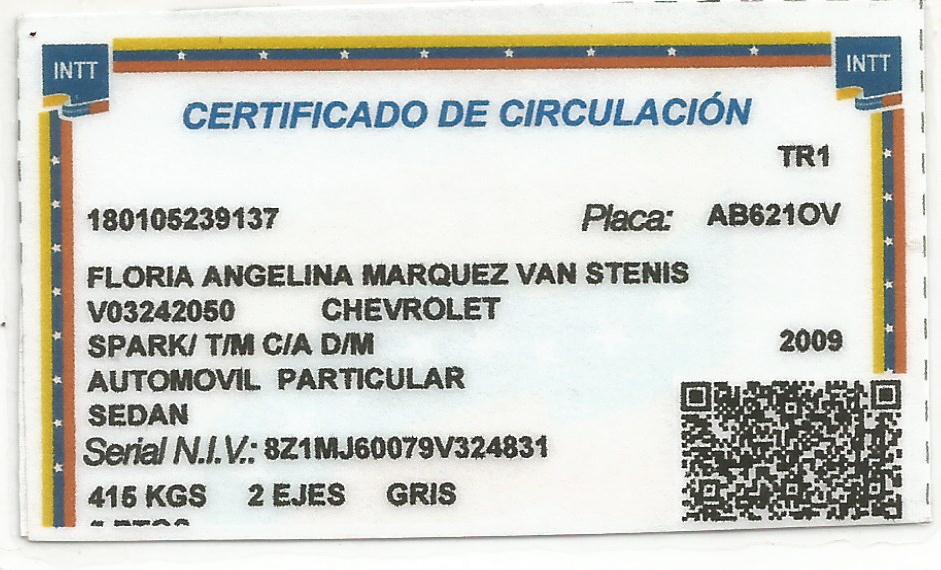 INTT INTT
CERTIFICADO DE CIRCULACIÓN
TR1
180105239137 Placa: AB621OV
FLORIA ANGELINA MARQUEZ VAN STENIS
V03242050 CHEVROLET
SPARK/ T/M C/A D/M 2009
AUTOMOVIL PARTICULAR
SEDAN
Serial N.I.V.: 8Z1MJ60079V324831
415 KGS 2 EJES GRIS